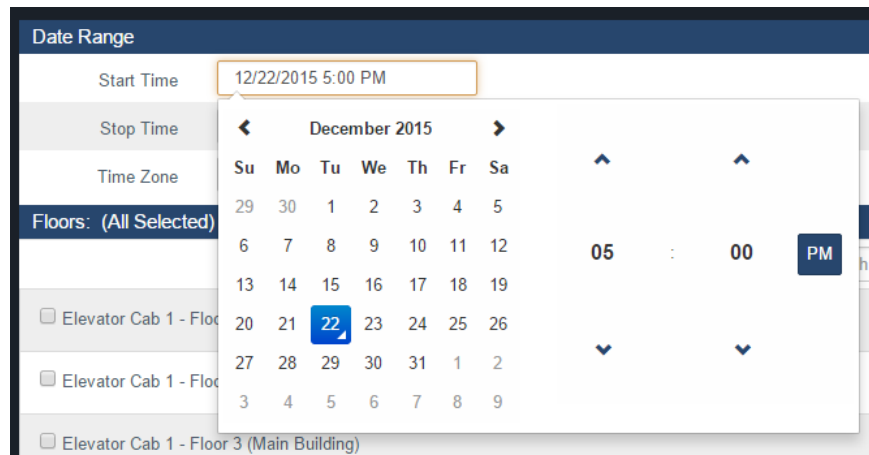 Date Range
Start Time 12/22/2015 5:00 PM
Stop Time
Time Zone
December 2015
Su Mo Tu We Th Fr Sa
29 30 1 2 3 4 5
6 7 8 9 10 11 12
13 14 15 16 17 18 19
20 21 22 23 24 25 26
27 28 29 30 31 1 2
3 4 5 6 7 8 9
05 : 00 PM
Floors: (All Selected)
Elevator Cab 1 -
Elevator Cab 1 -
Elevator Cab 1 - Floor 3 (Main Building)